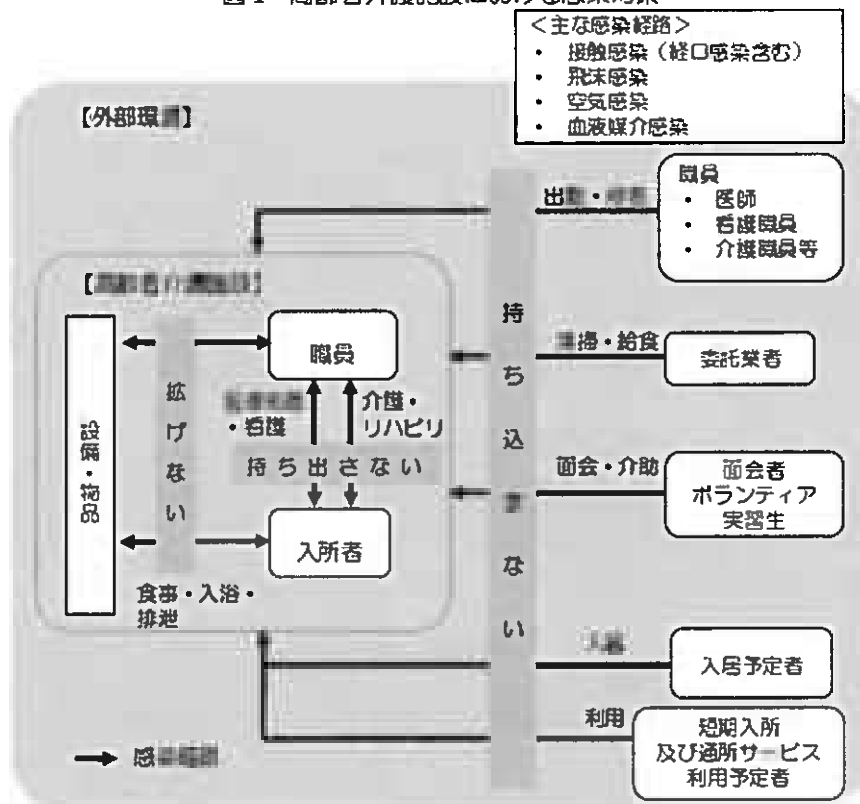 ＜主な感染経路＞
・ 接触感染（経口感染含む）
・ 飛沫感染
・ 空気感染
・ 血液媒介感染
【外部環
職員
・ 医師
・ 看護職員
・ 介護職員等
持ち込 ない
・給食
委託業者
面会・介助
面会者
ボランティア
実習生
入居予定者
利用
短期入所
及び通所サービス
利用予定者
設備・物品
拡げない
職員
・看護
介護・
リハビリ
持ち出さない
入所者
食事・入浴・
排泄